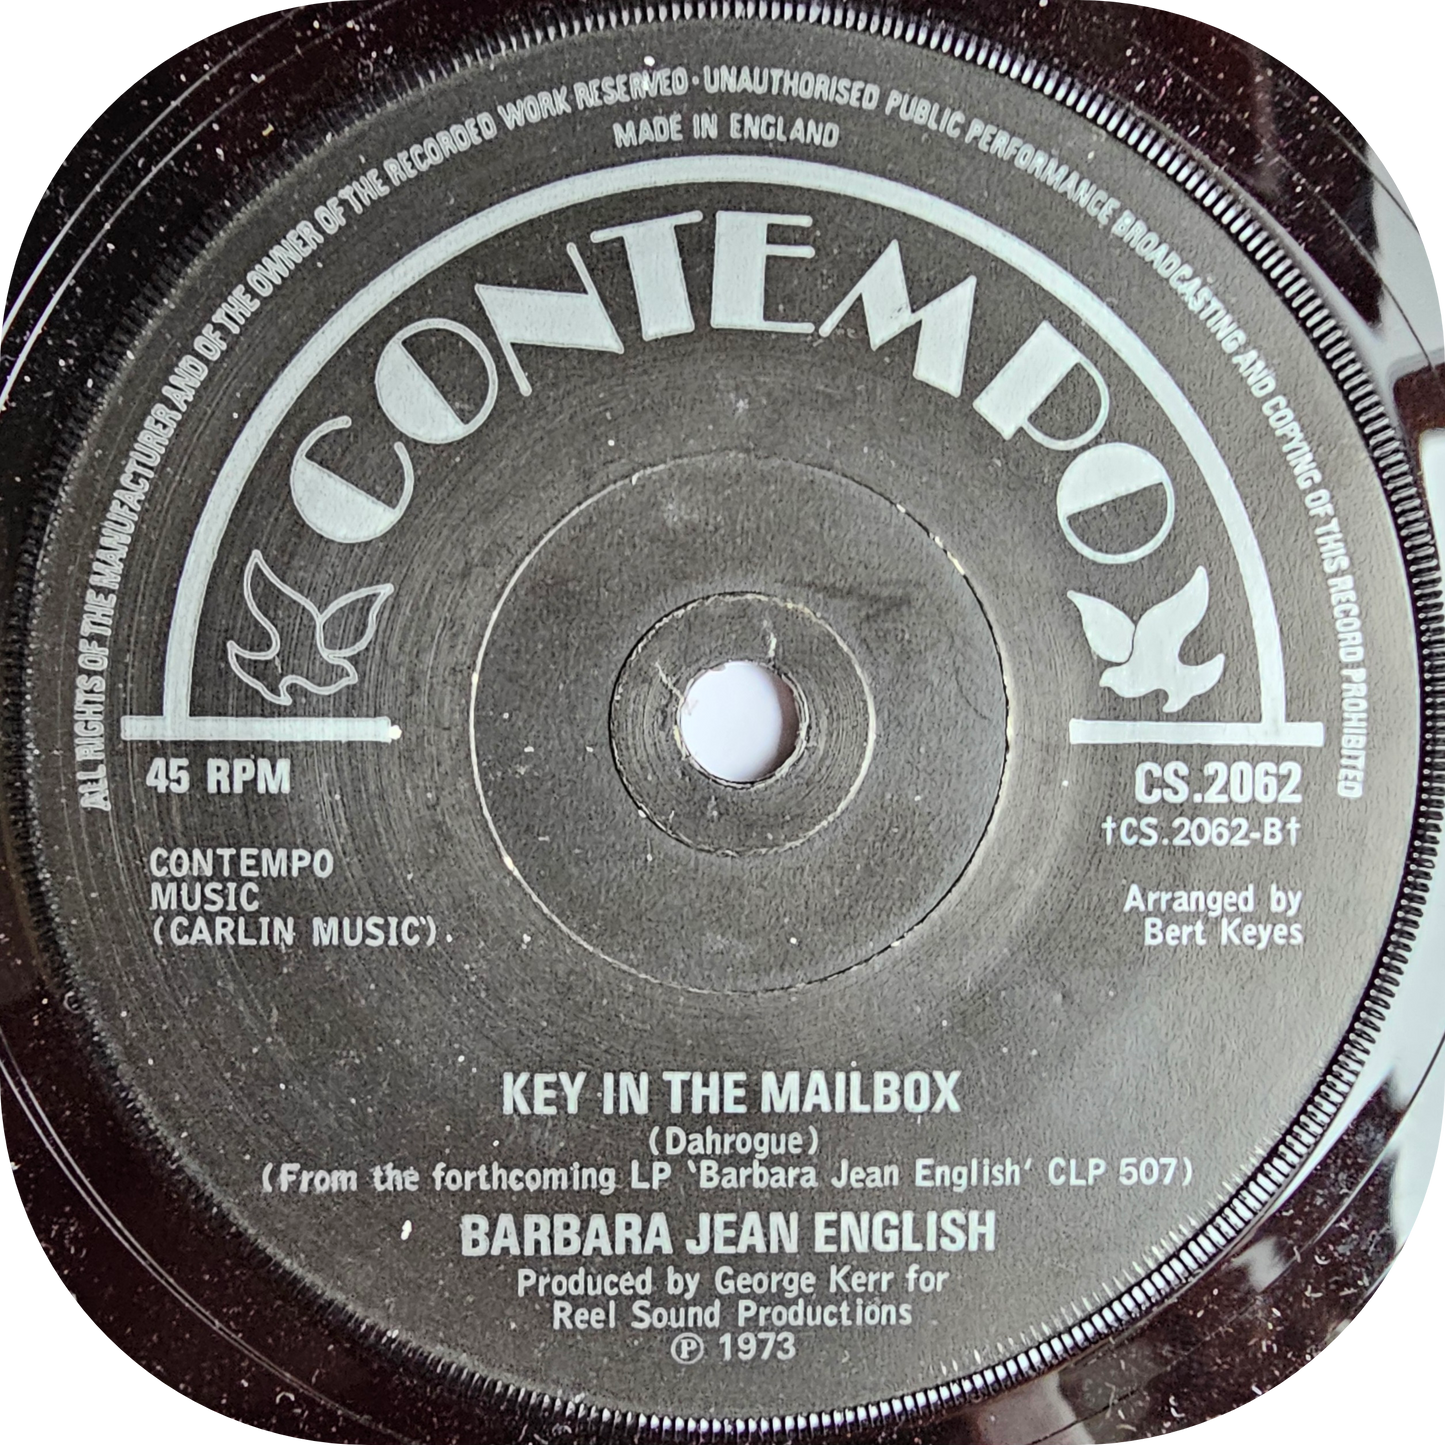 ALL RIGHTS OF THE MANUFACTURER AND OF THE OWNER OF THE RECORDED WORK RESERVED · UNAUTHORISED PUBLIC PERFORMANCE BROADCASTING AND COPYING OF THIS RECORD PROHIBITED
MADE IN ENGLAND
CONTEMPO
45 RPM
CONTEMPO
MUSIC
(CARLIN MUSIC)
CS.2062
†CS.2062-B†
Arranged by
Bert Keyes
KEY IN THE MAILBOX
(Dahrogue)
(From the forthcoming LP 'Barbara Jean English' CLP 507)
BARBARA JEAN ENGLISH
Produced by George Kerr for
Reel Sound Productions
℗ 1973